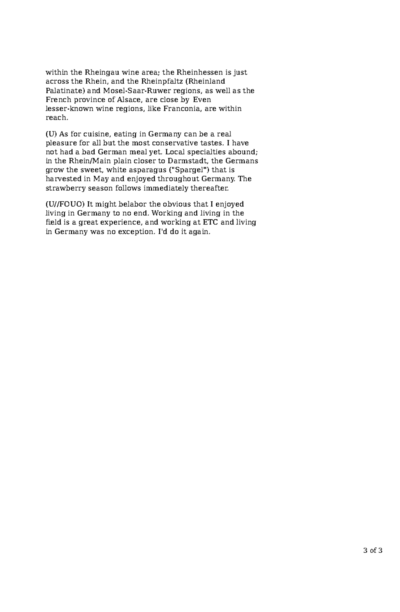 within the Rheingau wine area; the Rheinhessen is just
across the Rhein, and the Rheinpfaltz (Rheinland
Palatinate) and Mosel-Saar-Ruwer regions, as well as the
French province of Alsace, are close by Even
lesser-known wine regions, like Franconia, are within
reach.
(U) As for cuisine, eating in Germany can be a real
pleasure for all but the most conservative tastes. I have
not had a bad German meal yet. Local specialties abound;
in the Rhein/Main plain closer to Darmstadt, the Germans
grow the sweet, white asparagus ("Spargel") that is
harvested in May and enjoyed throughout Germany. The
strawberry season follows immediately thereafter.
(U//FOUO) It might belabor the obvious that I enjoyed
living in Germany to no end. Working and living in the
field is a great experience, and working at ETC and living
in Germany was no exception. I'd do it again.
3 of 3